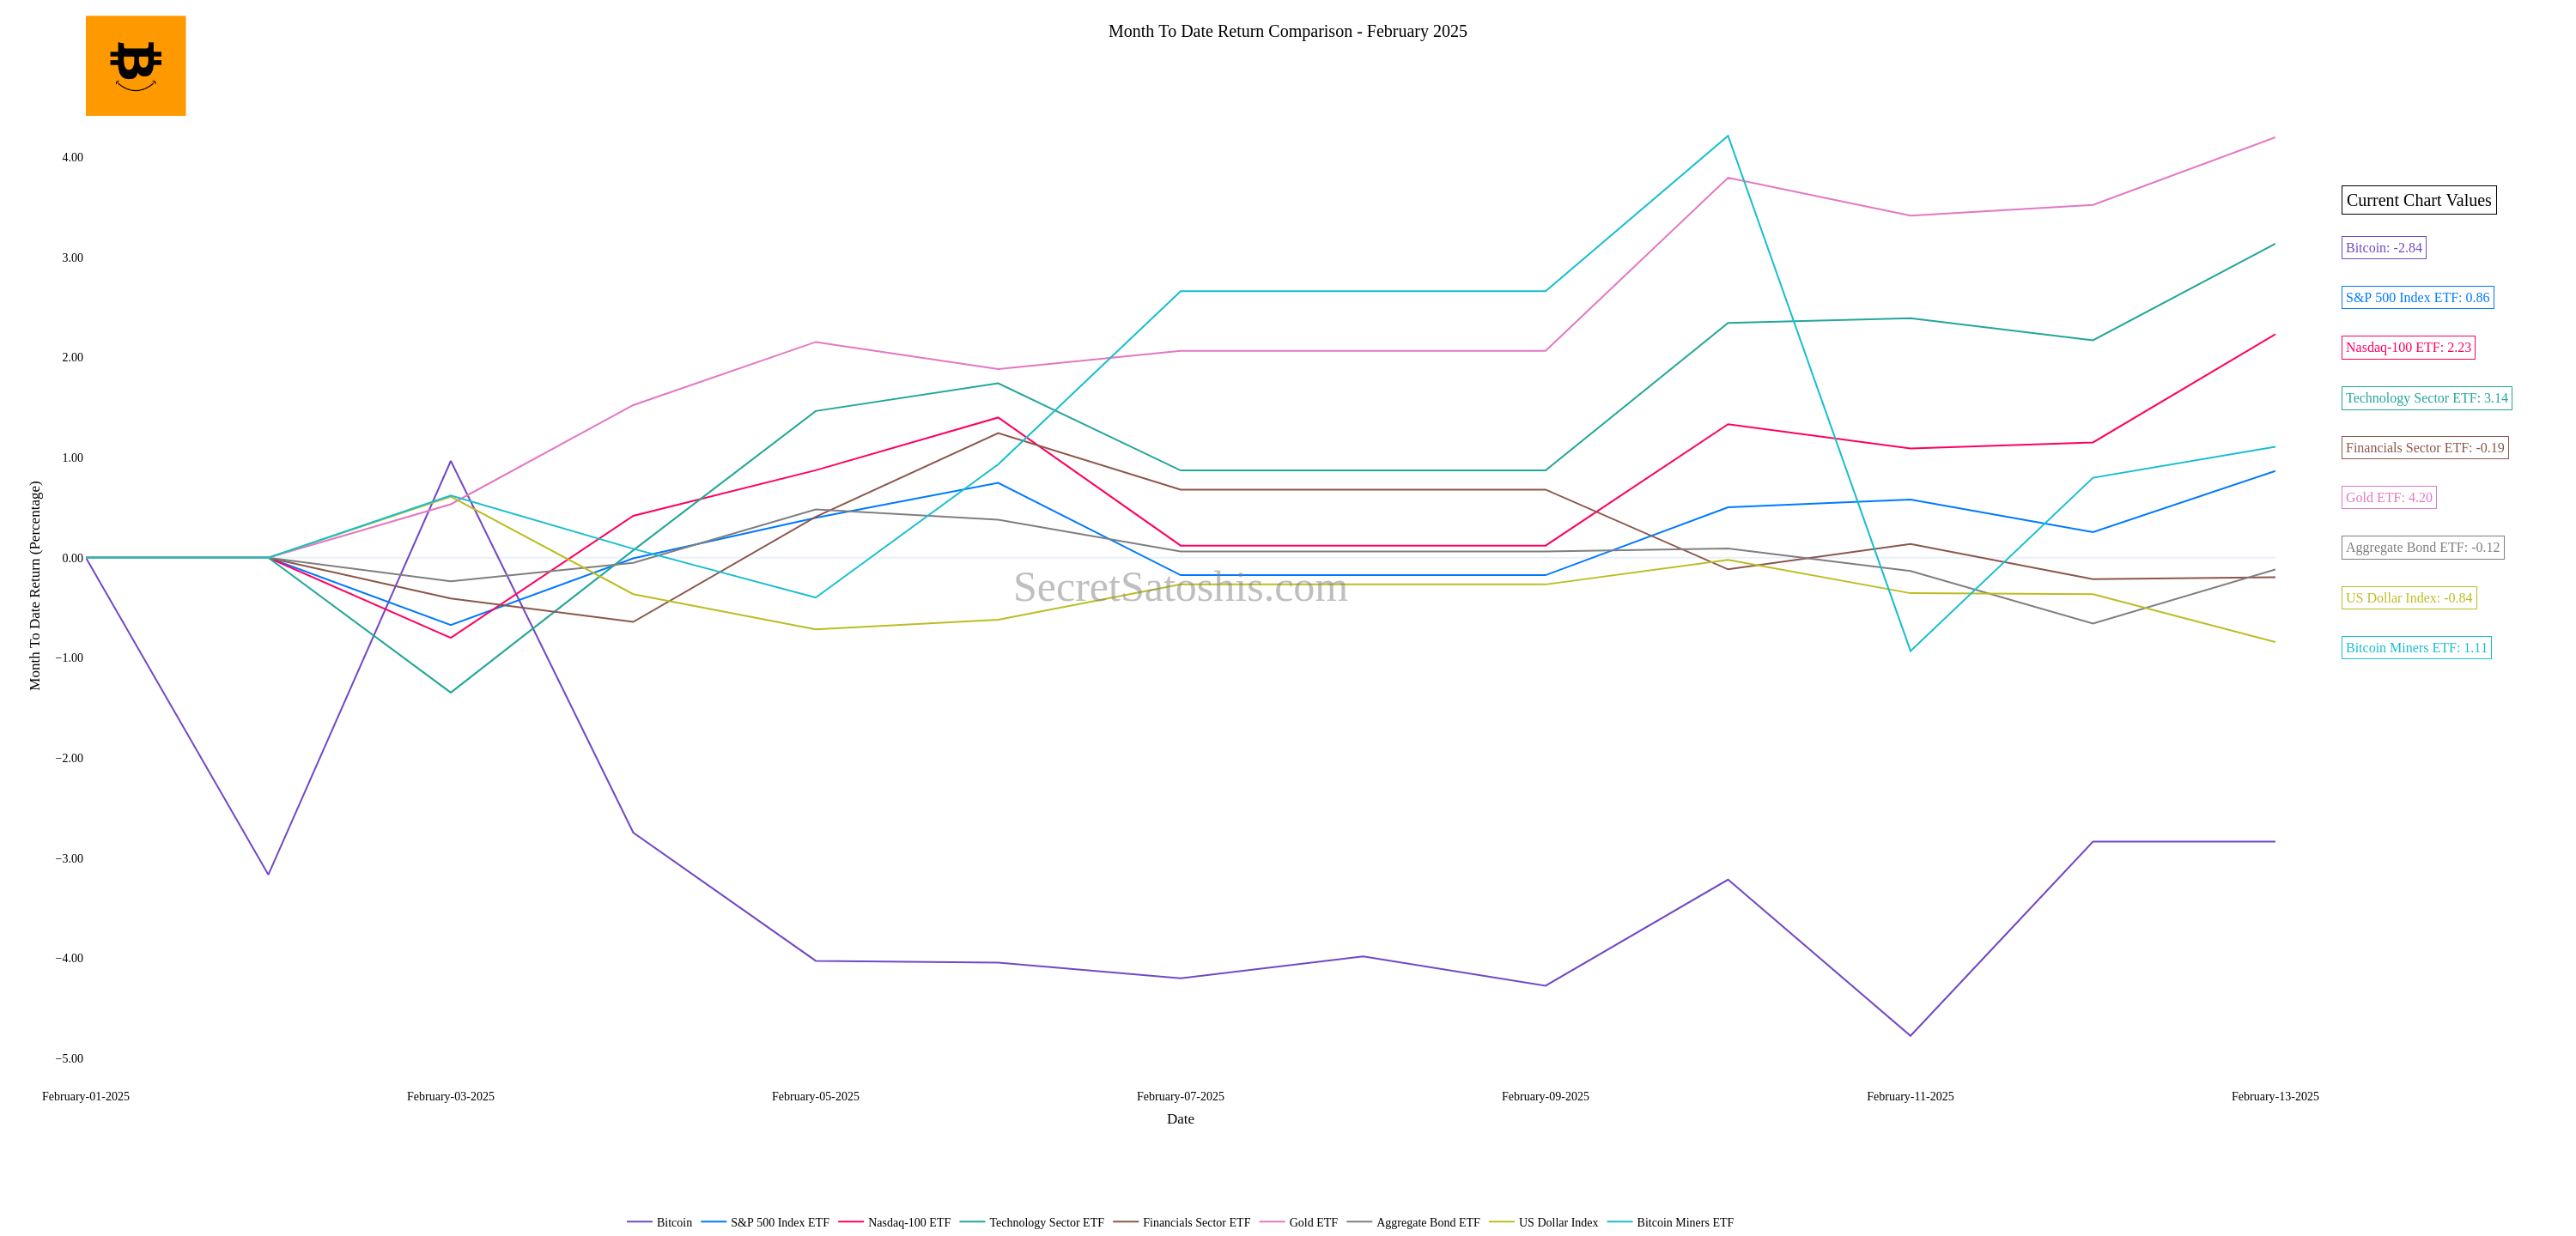 Month To Date Return Comparison - February 2025
4.00
3.00
2.00
1.00
0.00
−1.00
−2.00
−3.00
−4.00
−5.00
Month To Date Return (Percentage)
SecretSatoshis.com
Current Chart Values
Bitcoin: -2.84
S&P 500 Index ETF: 0.86
Nasdaq-100 ETF: 2.23
Technology Sector ETF: 3.14
Financials Sector ETF: -0.19
Gold ETF: 4.20
Aggregate Bond ETF: -0.12
US Dollar Index: -0.84
Bitcoin Miners ETF: 1.11
February-01-2025 February-03-2025 February-05-2025 February-07-2025 February-09-2025 February-11-2025 February-13-2025
Date
Bitcoin S&P 500 Index ETF Nasdaq-100 ETF Technology Sector ETF Financials Sector ETF Gold ETF Aggregate Bond ETF US Dollar Index Bitcoin Miners ETF